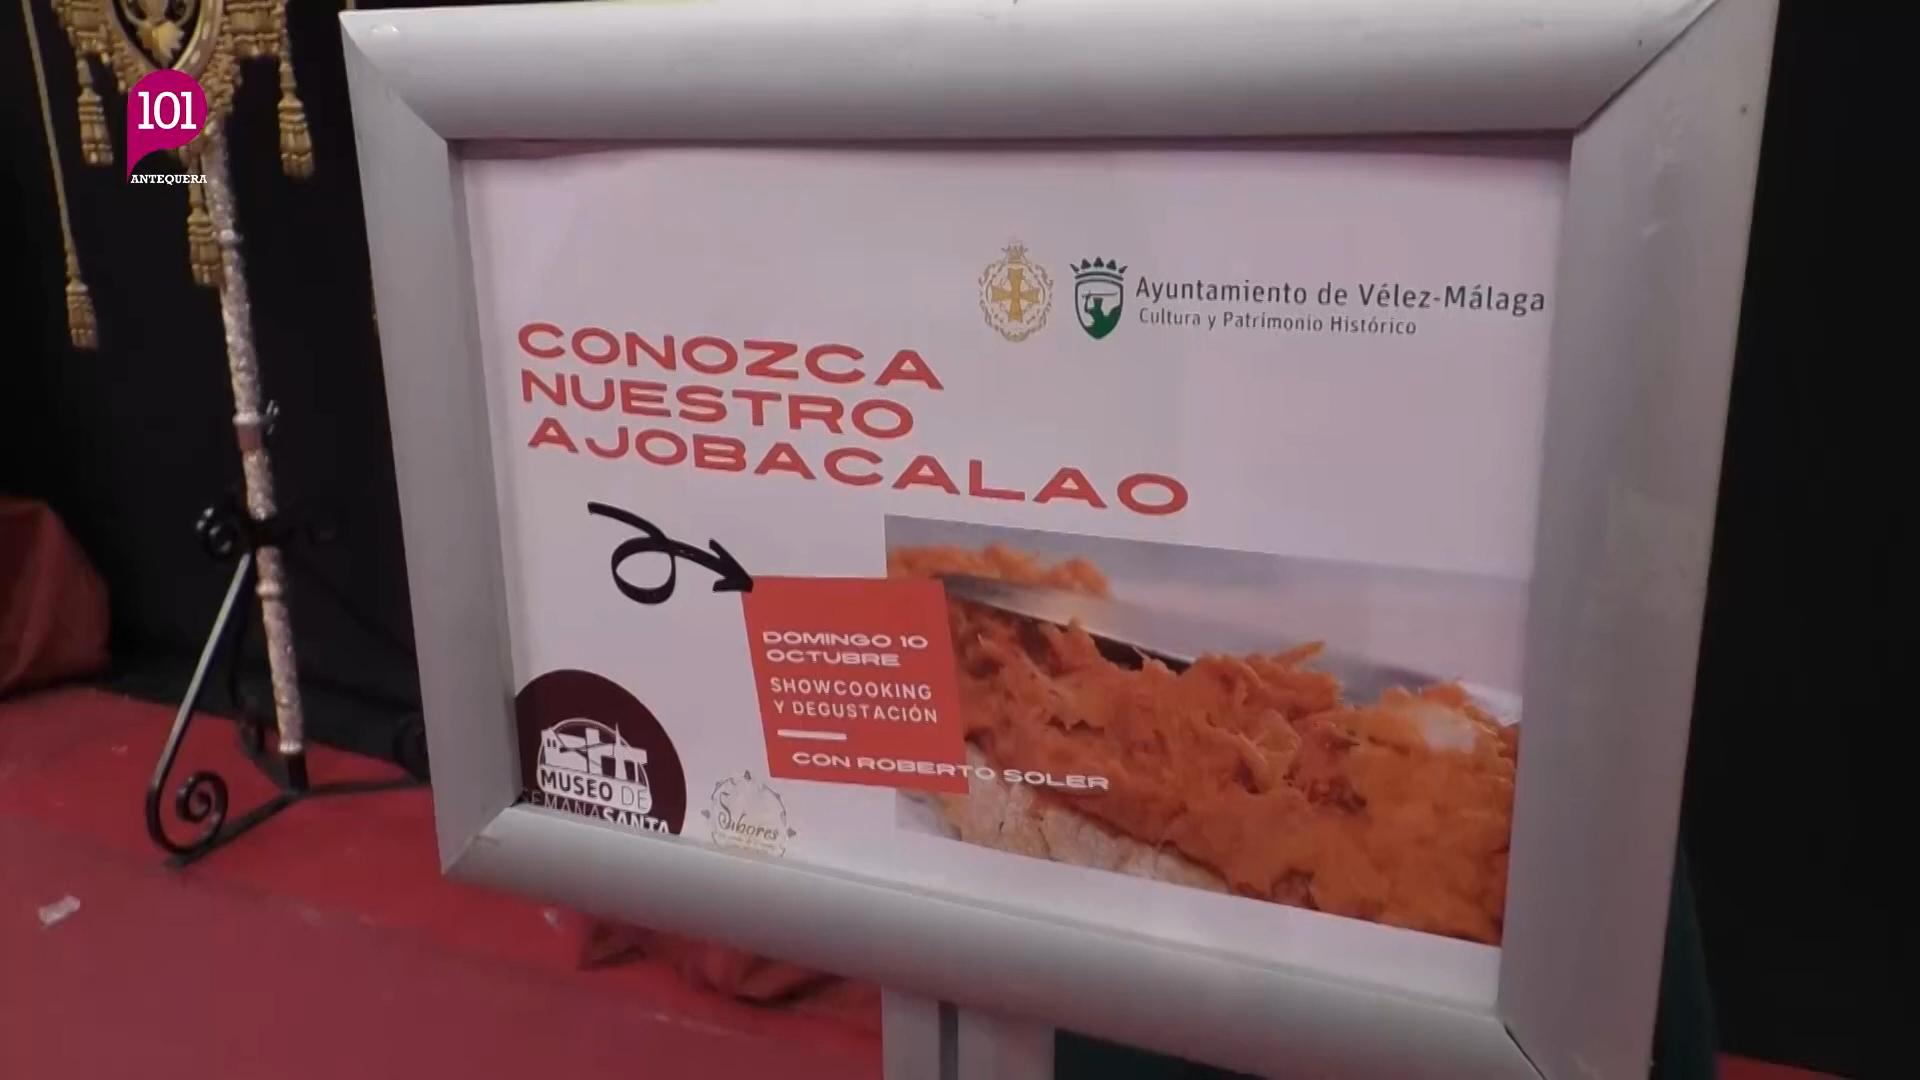 101
ANTEQUERA
Ayuntamiento de Vélez-Málaga
Cultura y Patrimonio Histórico
CONOZCA
NUESTRO
AJOBACALAO
DOMINGO 10
OCTUBRE
SHOWCOOKING
Y DEGUSTACIÓN
CON ROBERTO SOLER
MUSEO DE
SEMANA SANTA
Sabores